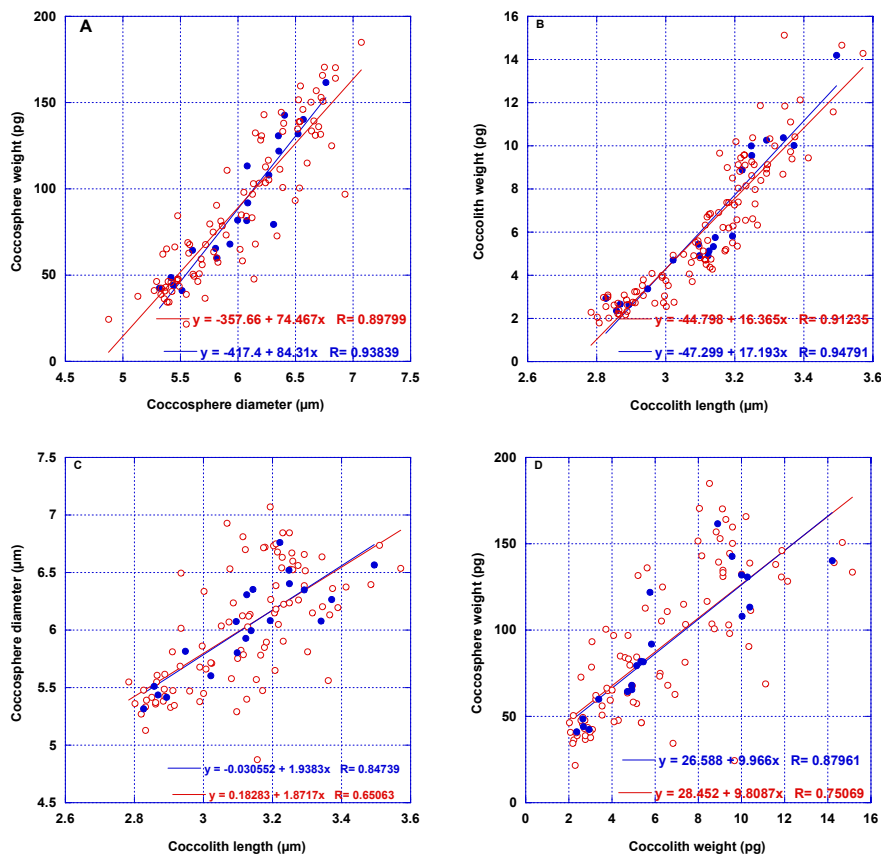 A
200
150
100
50
0
Coccosphere weight (pg)
y = -357.66 + 74.467x R= 0.89799
y = -417.4 + 84.31x R= 0.93839
4.5 5 5.5 6 6.5 7 7.5
Coccosphere diameter (µm)
B
16
14
12
10
8
6
4
2
0
Coccolith weight (pg)
y = -44.798 + 16.365x R= 0.91235
y = -47.299 + 17.193x R= 0.94791
2.6 2.8 3 3.2 3.4 3.6
Coccolith length (µm)
C
7.5
7
6.5
6
5.5
5
4.5
Coccosphere diameter (µm)
y = -0.030552 + 1.9383x R= 0.84739
y = 0.18283 + 1.8717x R= 0.65063
2.6 2.8 3 3.2 3.4 3.6
Coccolith length (µm)
D
200
150
100
50
0
Coccosphere weight (pg)
y = 26.588 + 9.966x R= 0.87961
y = 28.452 + 9.8087x R= 0.75069
0 2 4 6 8 10 12 14 16
Coccolith weight (pg)